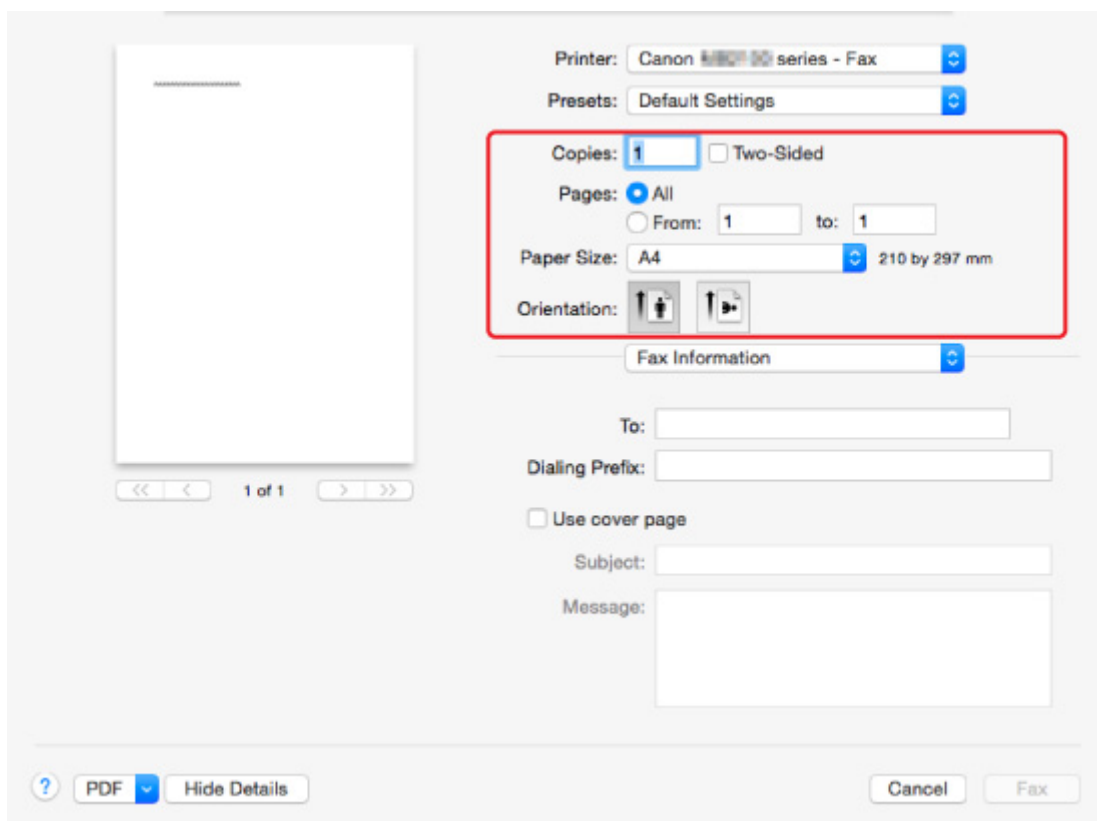 Printer: Canon series - Fax
Presets: Default Settings
Copies: 1 Two-Sided
Pages: All
From: 1 to: 1
Paper Size: A4 210 by 297 mm
Orientation:
Fax Information
To:
Dialing Prefix:
1 of 1
Use cover page
Subject:
Message:
? PDF Hide Details Cancel Fax